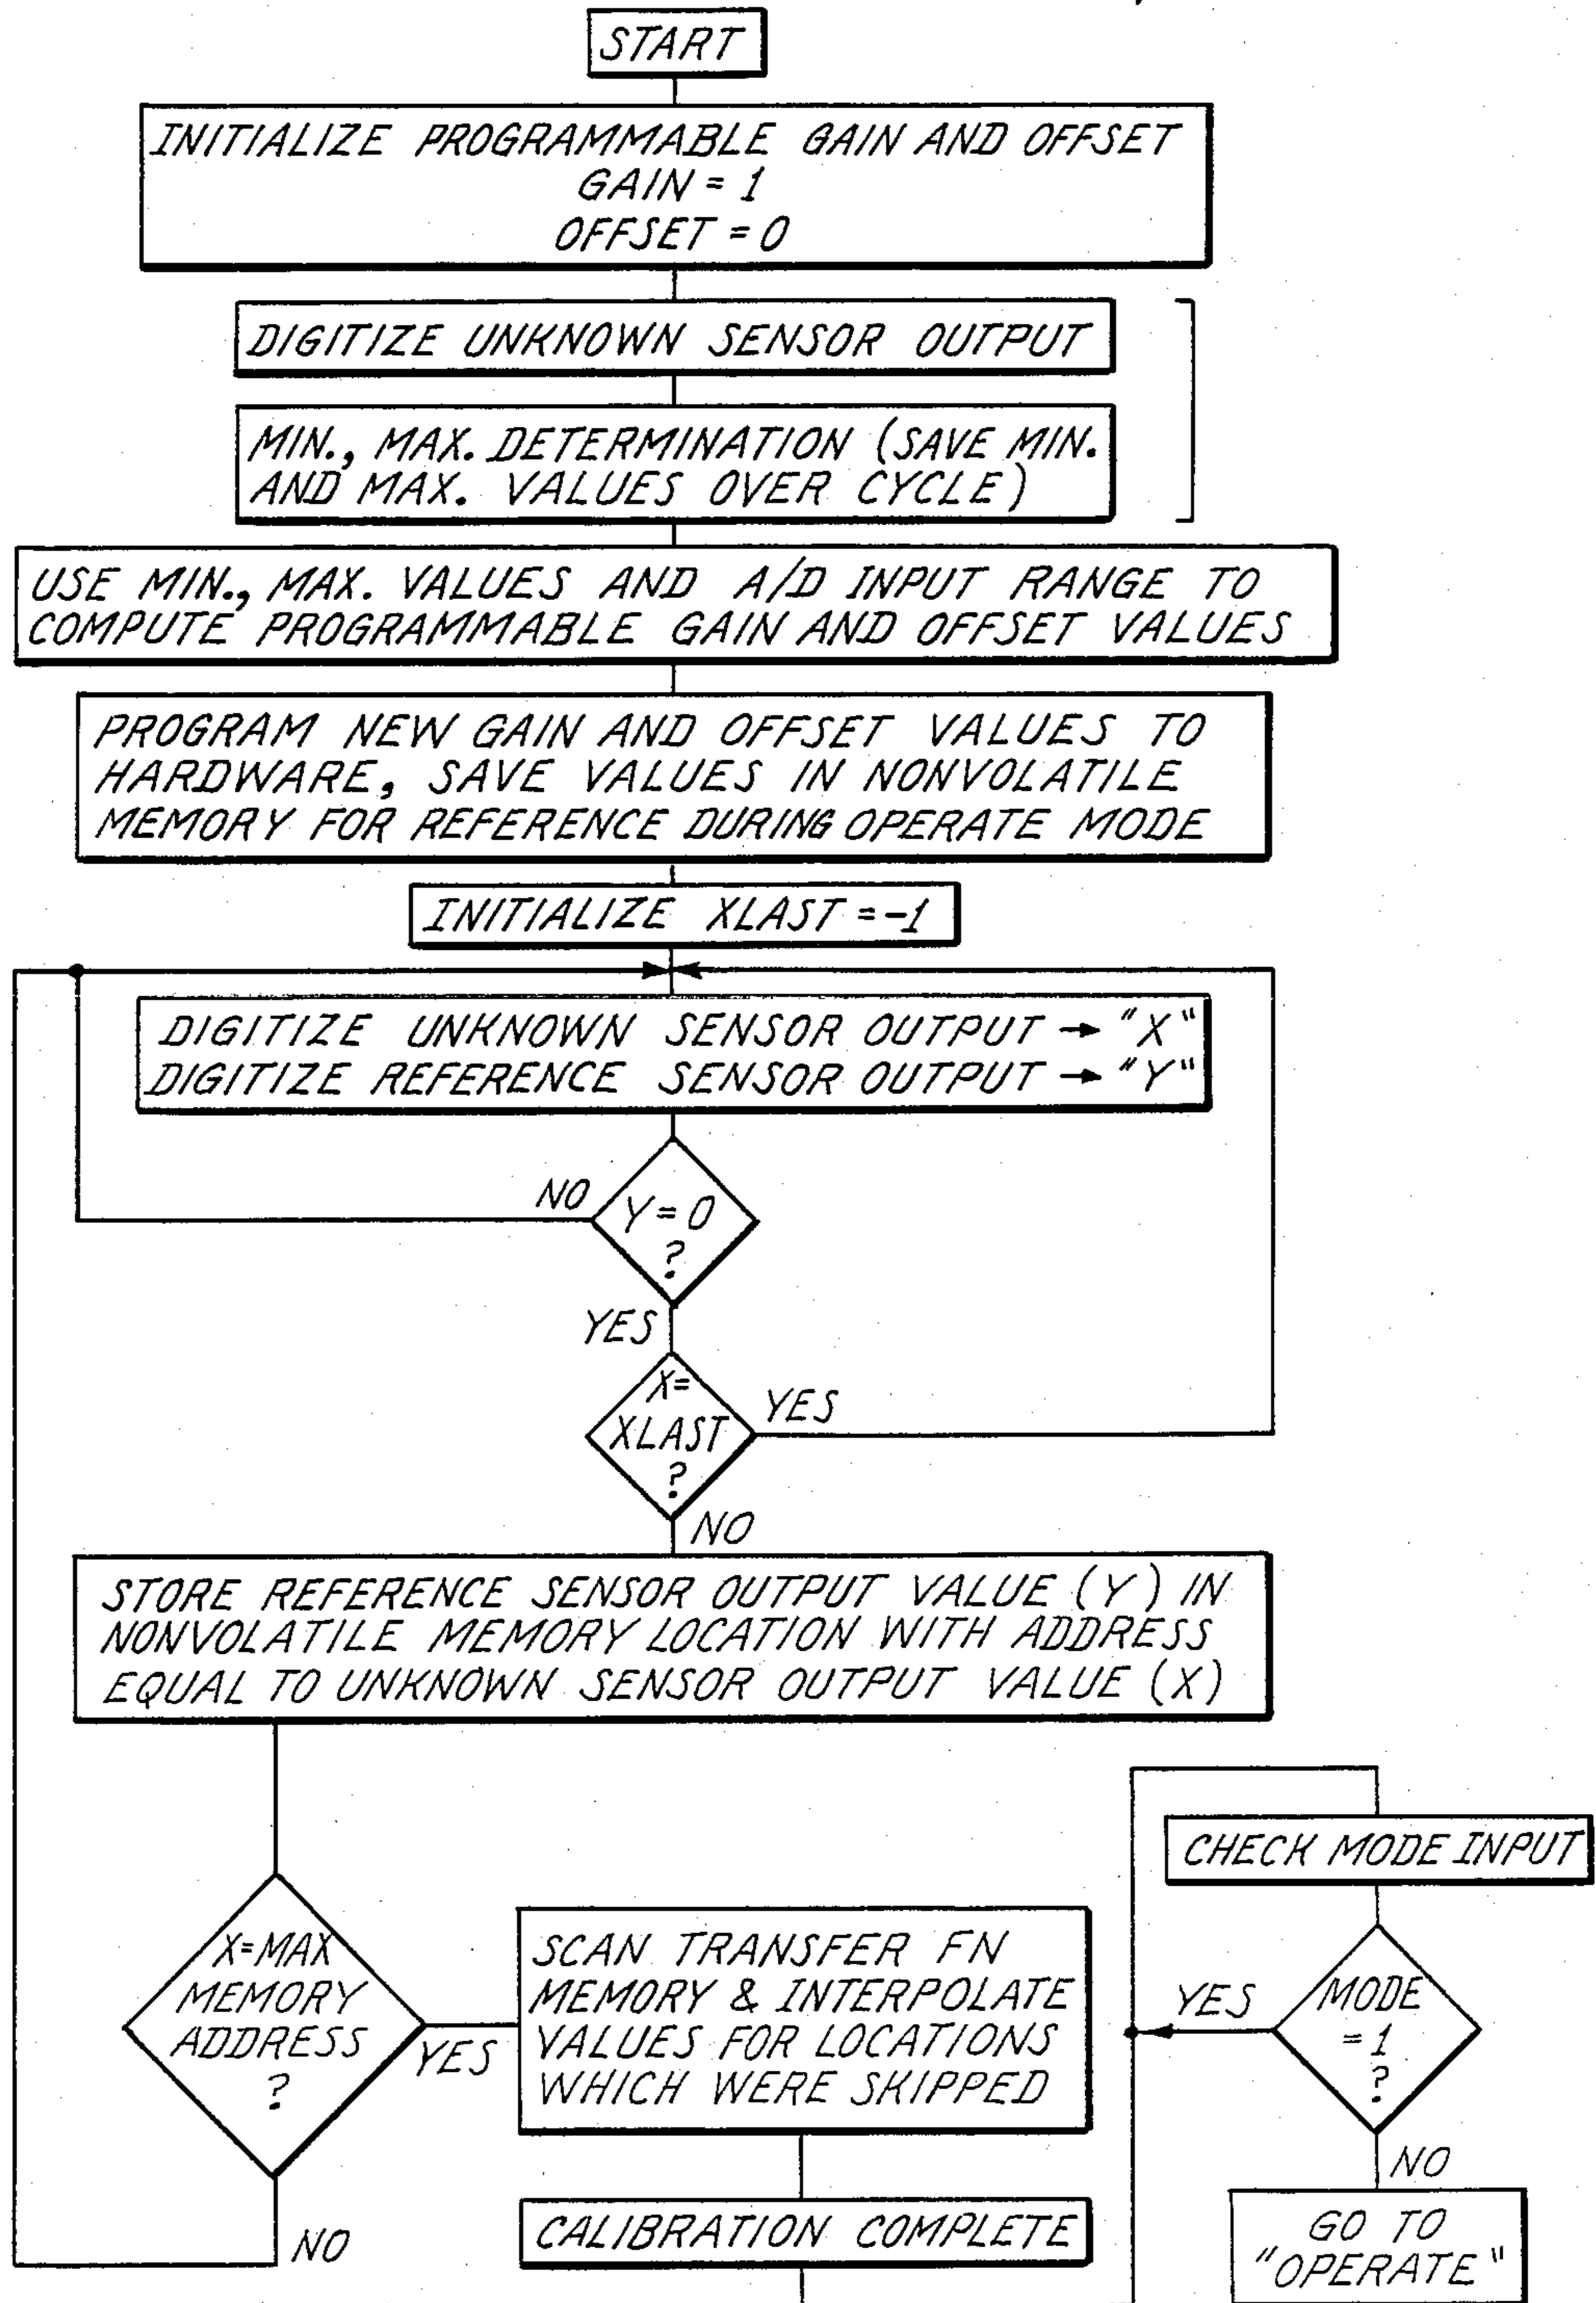 START
INITIALIZE PROGRAMMABLE GAIN AND OFFSET
GAIN = 1
OFFSET = 0
DIGITIZE UNKNOWN SENSOR OUTPUT
MIN., MAX. DETERMINATION (SAVE MIN.
AND MAX. VALUES OVER CYCLE)
USE MIN., MAX. VALUES AND A/D INPUT RANGE TO
COMPUTE PROGRAMMABLE GAIN AND OFFSET VALUES
PROGRAM NEW GAIN AND OFFSET VALUES TO
HARDWARE, SAVE VALUES IN NONVOLATILE
MEMORY FOR REFERENCE DURING OPERATE MODE
INITIALIZE XLAST = -1
DIGITIZE UNKNOWN SENSOR OUTPUT → "X"
DIGITIZE REFERENCE SENSOR OUTPUT → "Y"
NO
Y = 0
?
YES
X=
XLAST
?
YES
NO
STORE REFERENCE SENSOR OUTPUT VALUE (Y) IN
NONVOLATILE MEMORY LOCATION WITH ADDRESS
EQUAL TO UNKNOWN SENSOR OUTPUT VALUE (X)
X=MAX
MEMORY
ADDRESS
?
YES
NO
SCAN TRANSFER FN
MEMORY & INTERPOLATE
VALUES FOR LOCATIONS
WHICH WERE SKIPPED
CALIBRATION COMPLETE
CHECK MODE INPUT
YES
MODE
= 1
?
NO
GO TO
"OPERATE"